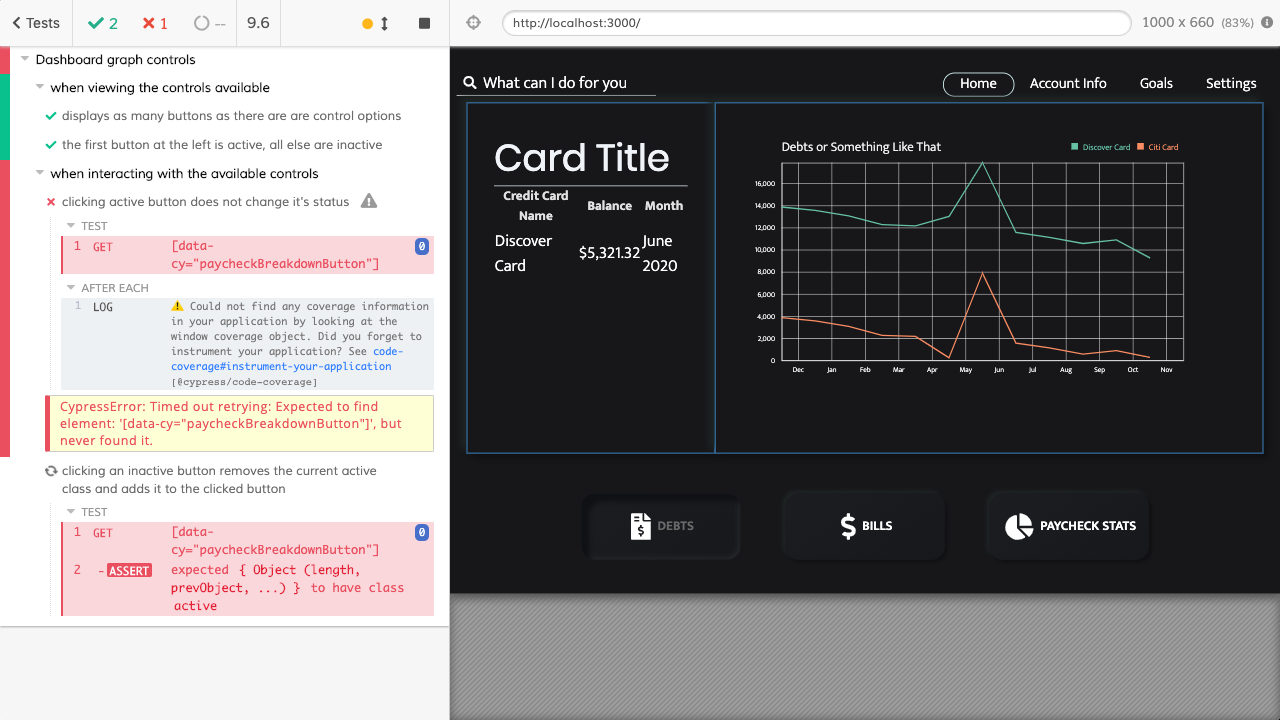 Tests
2
1
--
9.6
http://localhost:3000/
1000 x 660 (83%)
Dashboard graph controls
when viewing the controls available
displays as many buttons as there are are control options
the first button at the left is active, all else are inactive
when interacting with the available controls
clicking active button does not change it's status
TEST
1 GET [data-
cy="paycheckBreakdownButton"]
0
AFTER EACH
1 LOG ⚠ Could not find any coverage information
in your application by looking at the
window coverage object. Did you forget to
instrument your application? See code-
coverage#instrument-your-application
[@cypress/code-coverage]
CypressError: Timed out retrying: Expected to find
element: '[data-cy="paycheckBreakdownButton"]', but
never found it.
clicking an inactive button removes the current active
class and adds it to the clicked button
TEST
1 GET [data-
cy="paycheckBreakdownButton"]
0
2 -ASSERT expected { Object (length,
prevObject, ...) } to have class
active
What can I do for you
Home
Account Info
Goals
Settings
Card Title
Credit Card
Name
Balance
Month
Discover
Card
$5,321.32
June
2020
Debts or Something Like That
Discover Card
Citi Card
16,000
14,000
12,000
10,000
8,000
6,000
4,000
2,000
0
Dec Jan Feb Mar Apr May Jun Jul Aug Sep Oct Nov
DEBTS
BILLS
PAYCHECK STATS